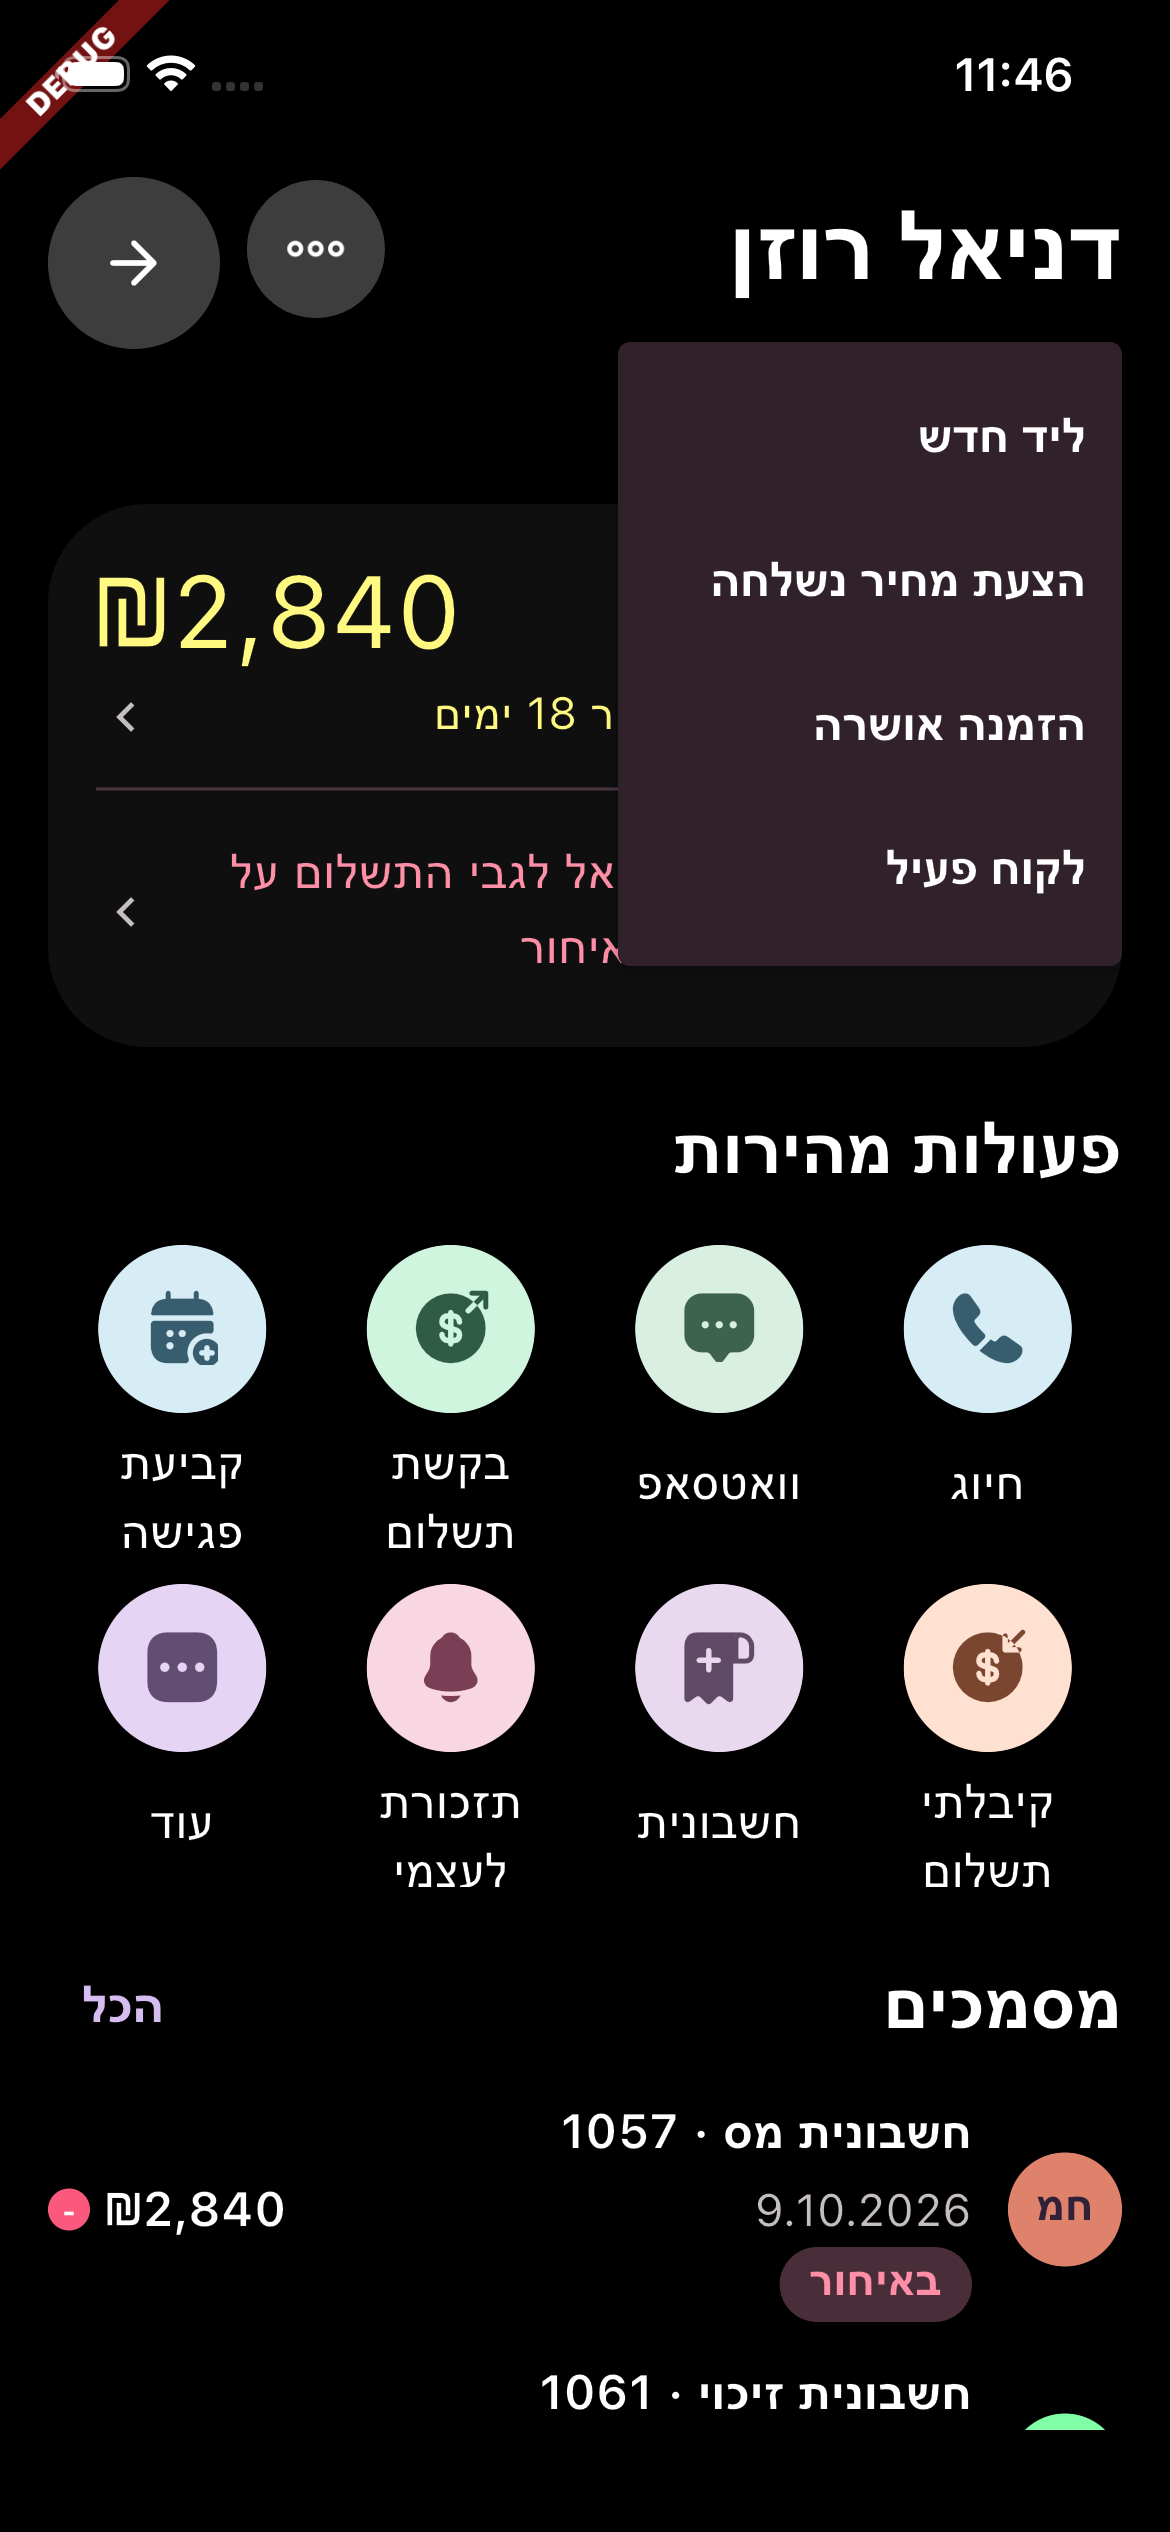 DEBUG
11:46
דניאל רוזן
ליד חדש
הצעת מחיר נשלחה
הזמנה אושרה
לקוח פעיל
₪2,840
18 ימים
לגבי התשלום על
פעולות מהירות
חיוג
וואטסאפ
בקשת
תשלום
קביעת
פגישה
קיבלתי
תשלום
חשבונית
תזכורת
לעצמי
עוד
מסמכים
הכל
חמ
חשבונית מס · 1057
9.10.2026
באיחור
₪2,840
-
חשבונית זיכוי · 1061